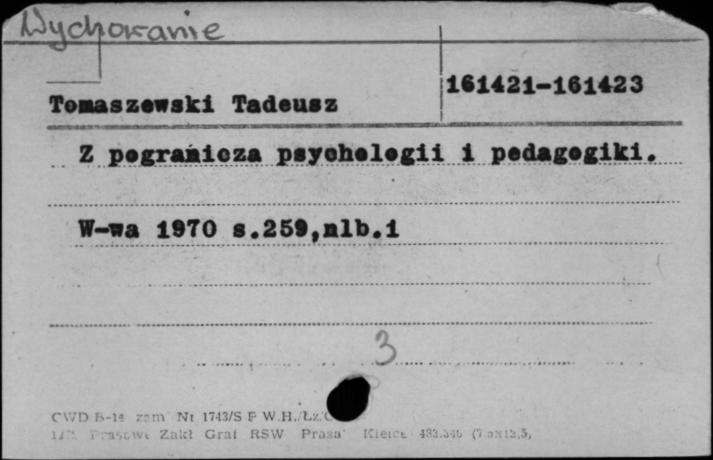 Wychowanie
161421-161423
Tomaszewski Tadeusz
Z pogranicza psychologii i pedagogiki.
W-wa 1970 s.259,nlb.1
3
CWD B-14 zam Nr 1743/S P W.H./Łz/
Prasowe Zakł Graf RSW Prasa Kielce